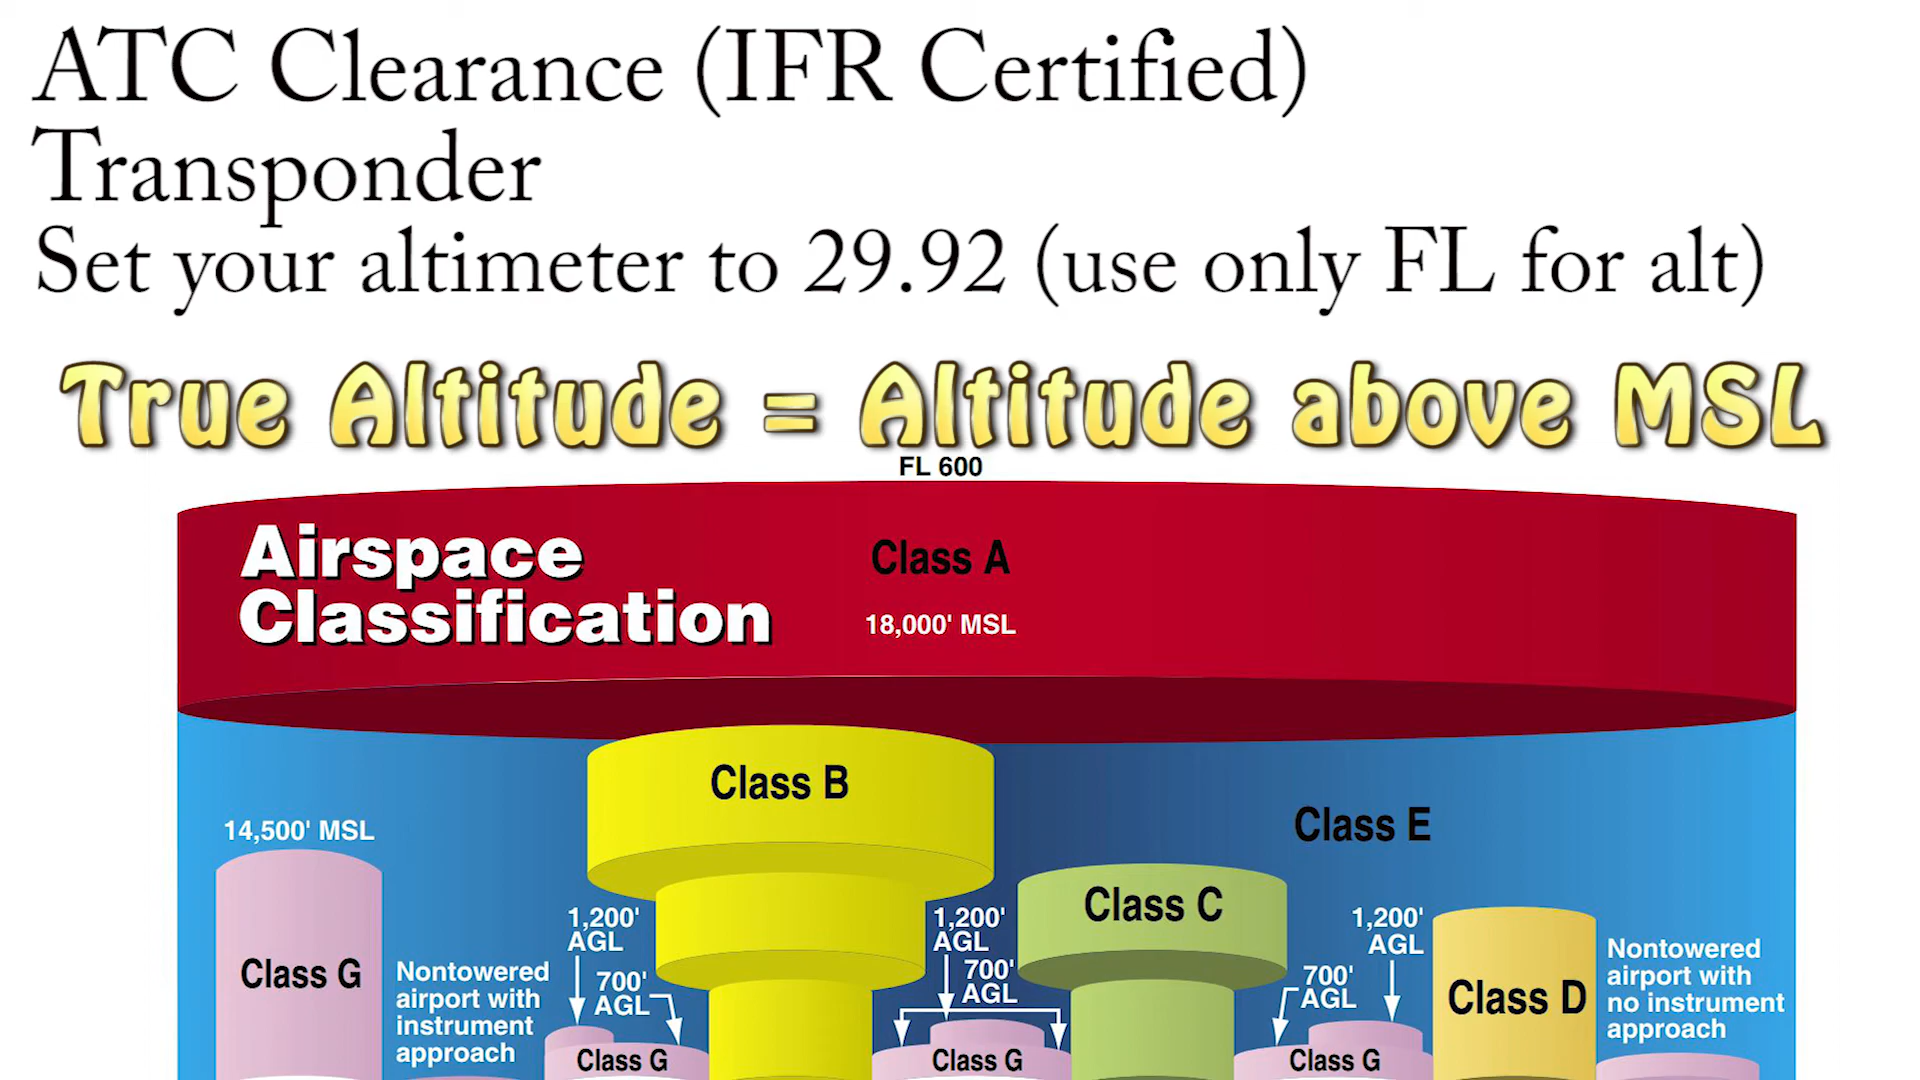 ATC Clearance (IFR Certified)
Transponder
Set your altimeter to 29.92 (use only FL for alt)
True Altitude = Altitude above MSL
FL 600
Airspace
Classification
Class A
18,000' MSL
Class B
Class E
14,500' MSL
Class C
1,200'
AGL
1,200'
AGL
1,200'
AGL
Class G
Nontowered
airport with
instrument
approach
700'
AGL
700'
AGL
700'
AGL
Class D
Nontowered
airport with
no instrument
approach
Class G
Class G
Class G